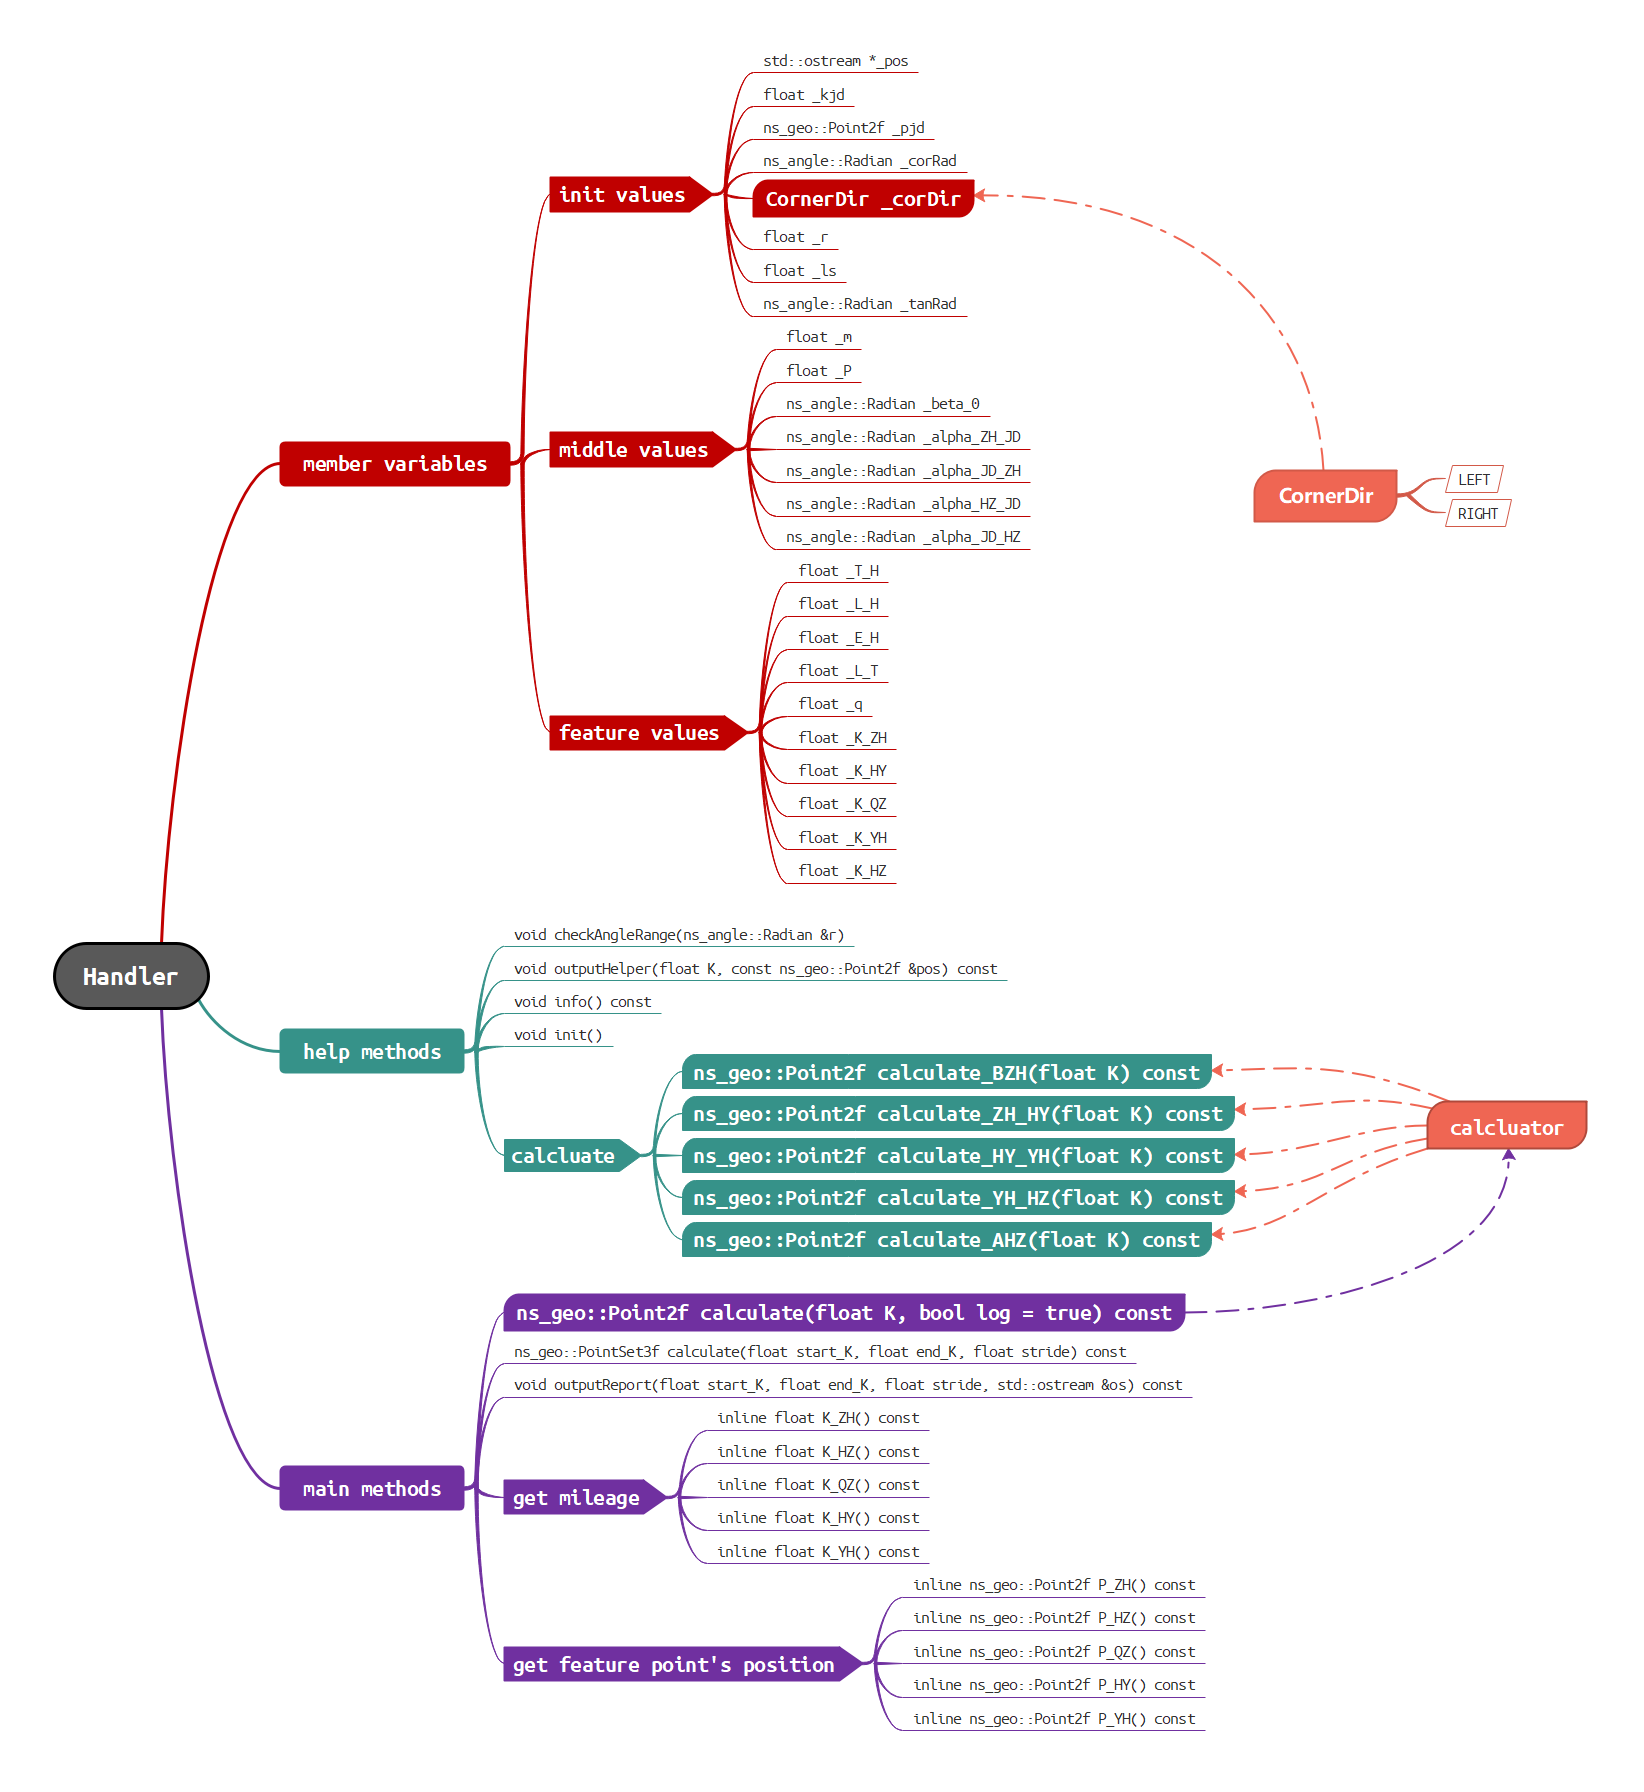 Handler
member variables
init values
std::ostream *_pos
float _kjd
ns_geo::Point2f _pjd
ns_angle::Radian _corRad
CornerDir _corDir
float _r
float _ls
ns_angle::Radian _tanRad
middle values
float _m
float _P
ns_angle::Radian _beta_0
ns_angle::Radian _alpha_ZH_JD
ns_angle::Radian _alpha_JD_ZH
ns_angle::Radian _alpha_HZ_JD
ns_angle::Radian _alpha_JD_HZ
feature values
float _T_H
float _L_H
float _E_H
float _L_T
float _q
float _K_ZH
float _K_HY
float _K_QZ
float _K_YH
float _K_HZ
CornerDir
LEFT
RIGHT
help methods
void checkAngleRange(ns_angle::Radian &r)
void outputHelper(float K, const ns_geo::Point2f &pos) const
void info() const
void init()
calcluate
ns_geo::Point2f calculate_BZH(float K) const
ns_geo::Point2f calculate_ZH_HY(float K) const
ns_geo::Point2f calculate_HY_YH(float K) const
ns_geo::Point2f calculate_YH_HZ(float K) const
ns_geo::Point2f calculate_AHZ(float K) const
calcluator
main methods
ns_geo::Point2f calculate(float K, bool log = true) const
ns_geo::PointSet3f calculate(float start_K, float end_K, float stride) const
void outputReport(float start_K, float end_K, float stride, std::ostream &os) const
get mileage
inline float K_ZH() const
inline float K_HZ() const
inline float K_QZ() const
inline float K_HY() const
inline float K_YH() const
get feature point's position
inline ns_geo::Point2f P_ZH() const
inline ns_geo::Point2f P_HZ() const
inline ns_geo::Point2f P_QZ() const
inline ns_geo::Point2f P_HY() const
inline ns_geo::Point2f P_YH() const